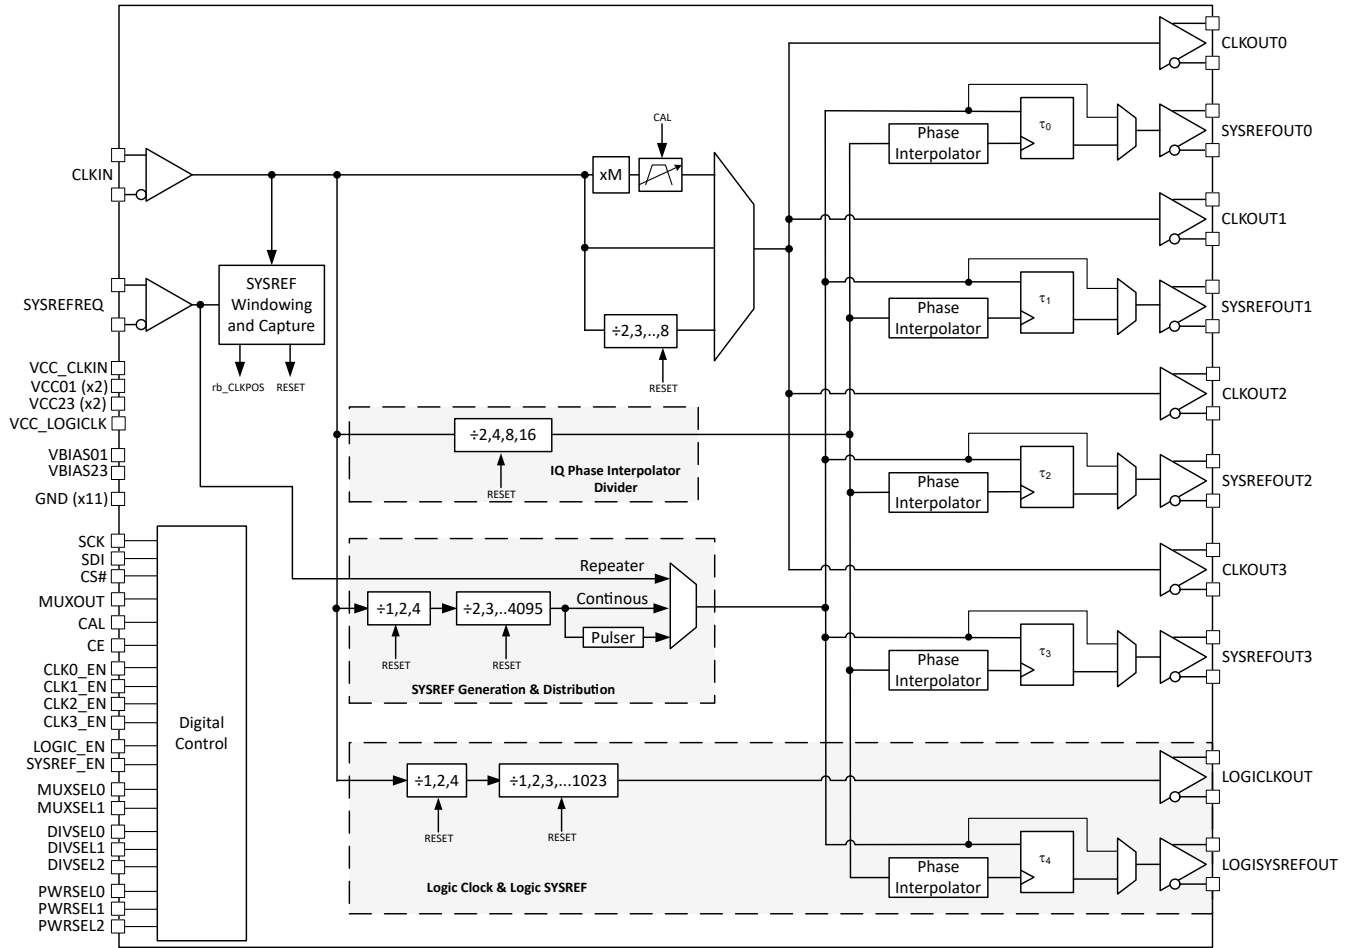 CLKOUT0
CAL
Phase
Interpolator
τ0
SYSREFOUT0
CLKIN
xM
CLKOUT1
SYSREFREQ
SYSREF
Windowing
and Capture
÷2,3,..,8
Phase
Interpolator
τ1
SYSREFOUT1
rb_CLKPOS
RESET
RESET
VCC_CLKIN
VCC01 (x2)
VCC23 (x2)
VCC_LOGICLK
VBIAS01
VBIAS23
GND (x11)
CLKOUT2
÷2,4,8,16
RESET
IQ Phase Interpolator
Divider
Phase
Interpolator
τ2
SYSREFOUT2
SCK
SDI
CS#
MUXOUT
CAL
CE
CLK0_EN
CLK1_EN
CLK2_EN
CLK3_EN
LOGIC_EN
SYSREF_EN
MUXSEL0
MUXSEL1
DIVSEL0
DIVSEL1
DIVSEL2
PWRSEL0
PWRSEL1
PWRSEL2
Digital
Control
CLKOUT3
Repeater
÷1,2,4
÷2,3,..4095
Continous
Pulser
RESET
RESET
SYSREF Generation & Distribution
Phase
Interpolator
τ3
SYSREFOUT3
÷1,2,4
÷1,2,3,...1023
RESET
RESET
LOGICLKOUT
Logic Clock & Logic SYSREF
Phase
Interpolator
τ4
LOGISYSREFOUT